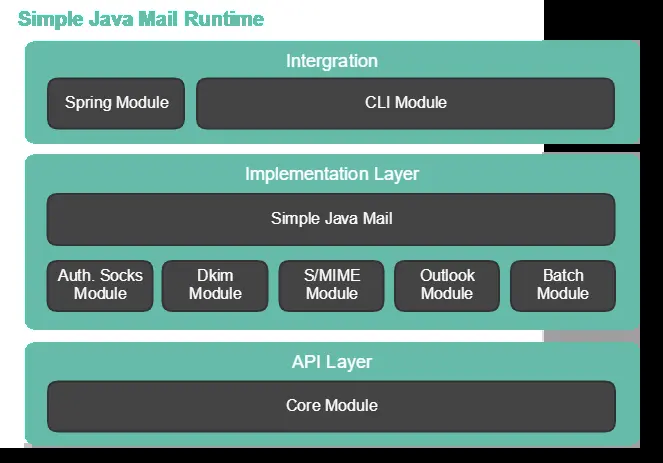 Simple Java Mail Runtime
Intergration
Spring Module
CLI Module
Implementation Layer
Simple Java Mail
Auth. Socks
Module
Dkim
Module
S/MIME
Module
Outlook
Module
Batch
Module
API Layer
Core Module